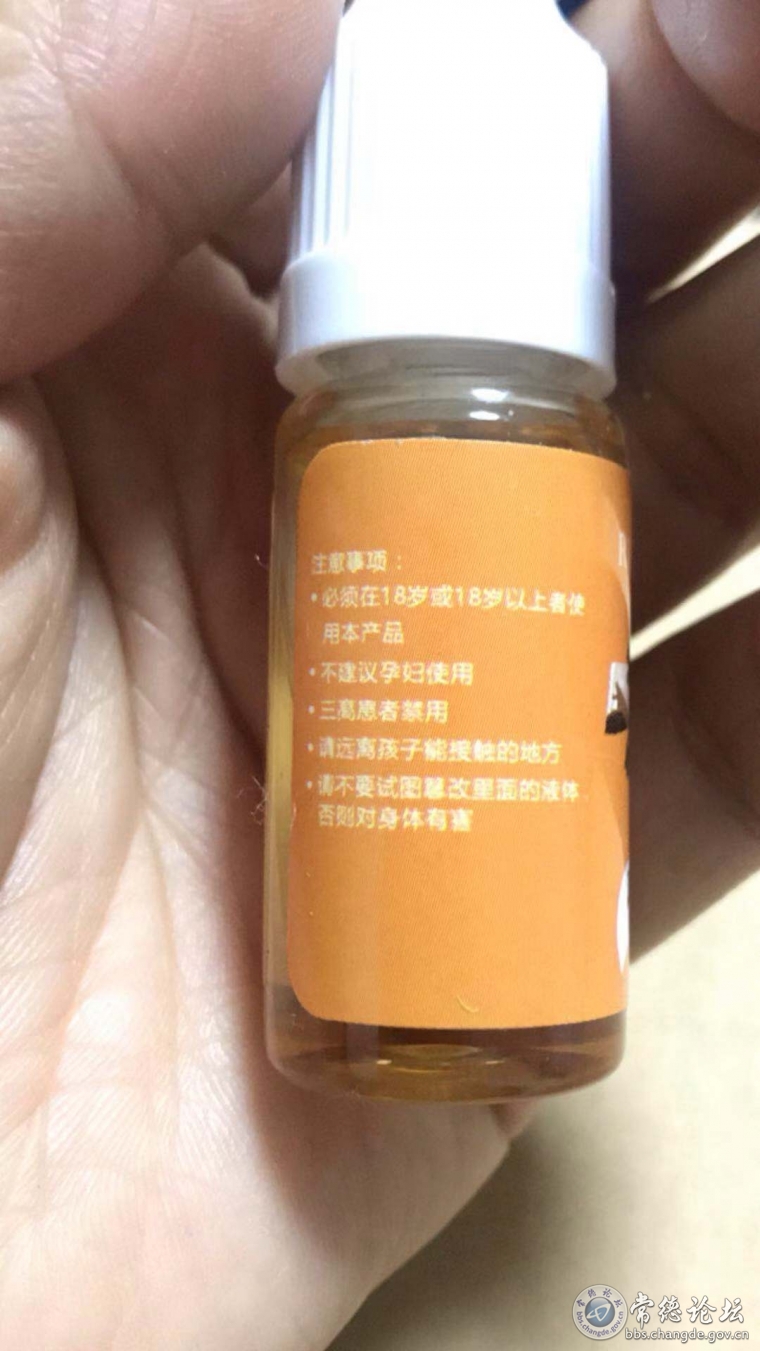 注意事项：
•必须在18岁或18岁以上者使
用本产品
•不建议孕妇使用
•三高患者禁用
•请远离孩子能接触的地方
•请不要试图篡改里面的液体，
否则对身体有害
常德论坛
bbs.changde.gov.cn